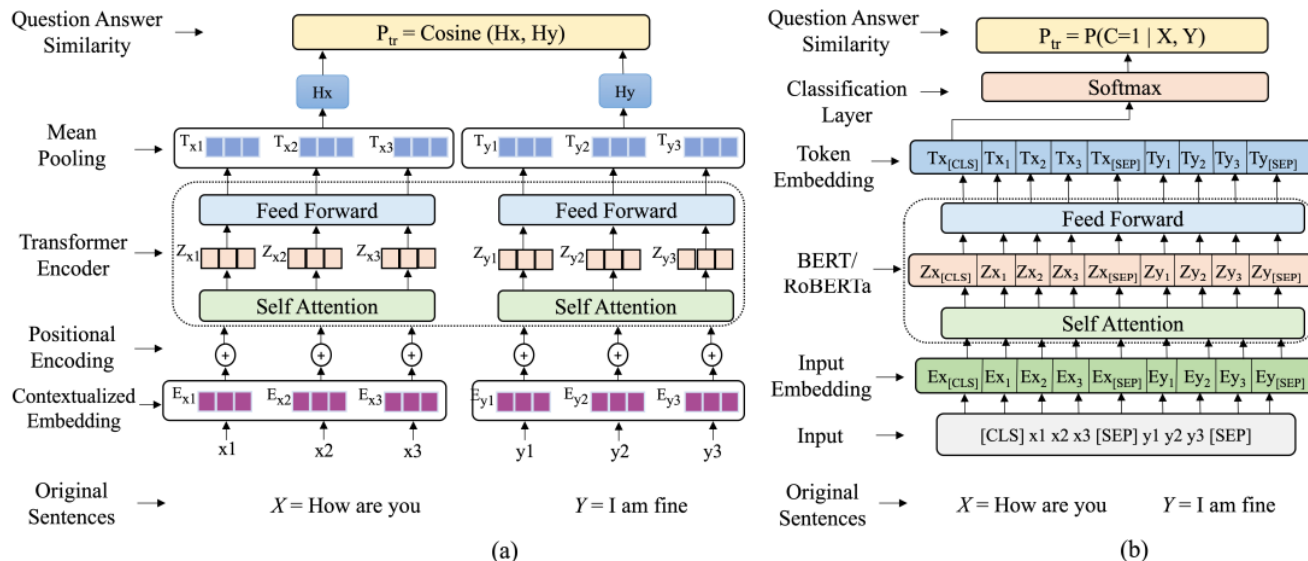 Question Answer
Similarity
P_tr = Cosine (Hx, Hy)
Hx
Hy
Mean
Pooling
T_x1 T_x2 T_x3
T_y1 T_y2 T_y3
Feed Forward
Feed Forward
Transformer
Encoder
Z_x1 Z_x2 Z_x3
Z_y1 Z_y2 Z_y3
Self Attention
Self Attention
Positional
Encoding
+ + +
+ + +
Contextualized
Embedding
E_x1 E_x2 E_x3
E_y1 E_y2 E_y3
x1 x2 x3
y1 y2 y3
Original
Sentences
X = How are you
Y = I am fine
(a)
Question Answer
Similarity
P_tr = P(C=1 | X, Y)
Classification
Layer
Softmax
Token
Embedding
Tx_[CLS] Tx_1 Tx_2 Tx_3 Tx_[SEP] Ty_1 Ty_2 Ty_3 Ty_[SEP]
Feed Forward
BERT/
RoBERTa
Zx_[CLS] Zx_1 Zx_2 Zx_3 Zx_[SEP] Zy_1 Zy_2 Zy_3 Zy_[SEP]
Self Attention
Input
Embedding
Ex_[CLS] Ex_1 Ex_2 Ex_3 Ex_[SEP] Ey_1 Ey_2 Ey_3 Ey_[SEP]
Input
[CLS] x1 x2 x3 [SEP] y1 y2 y3 [SEP]
Original
Sentences
X = How are you
Y = I am fine
(b)